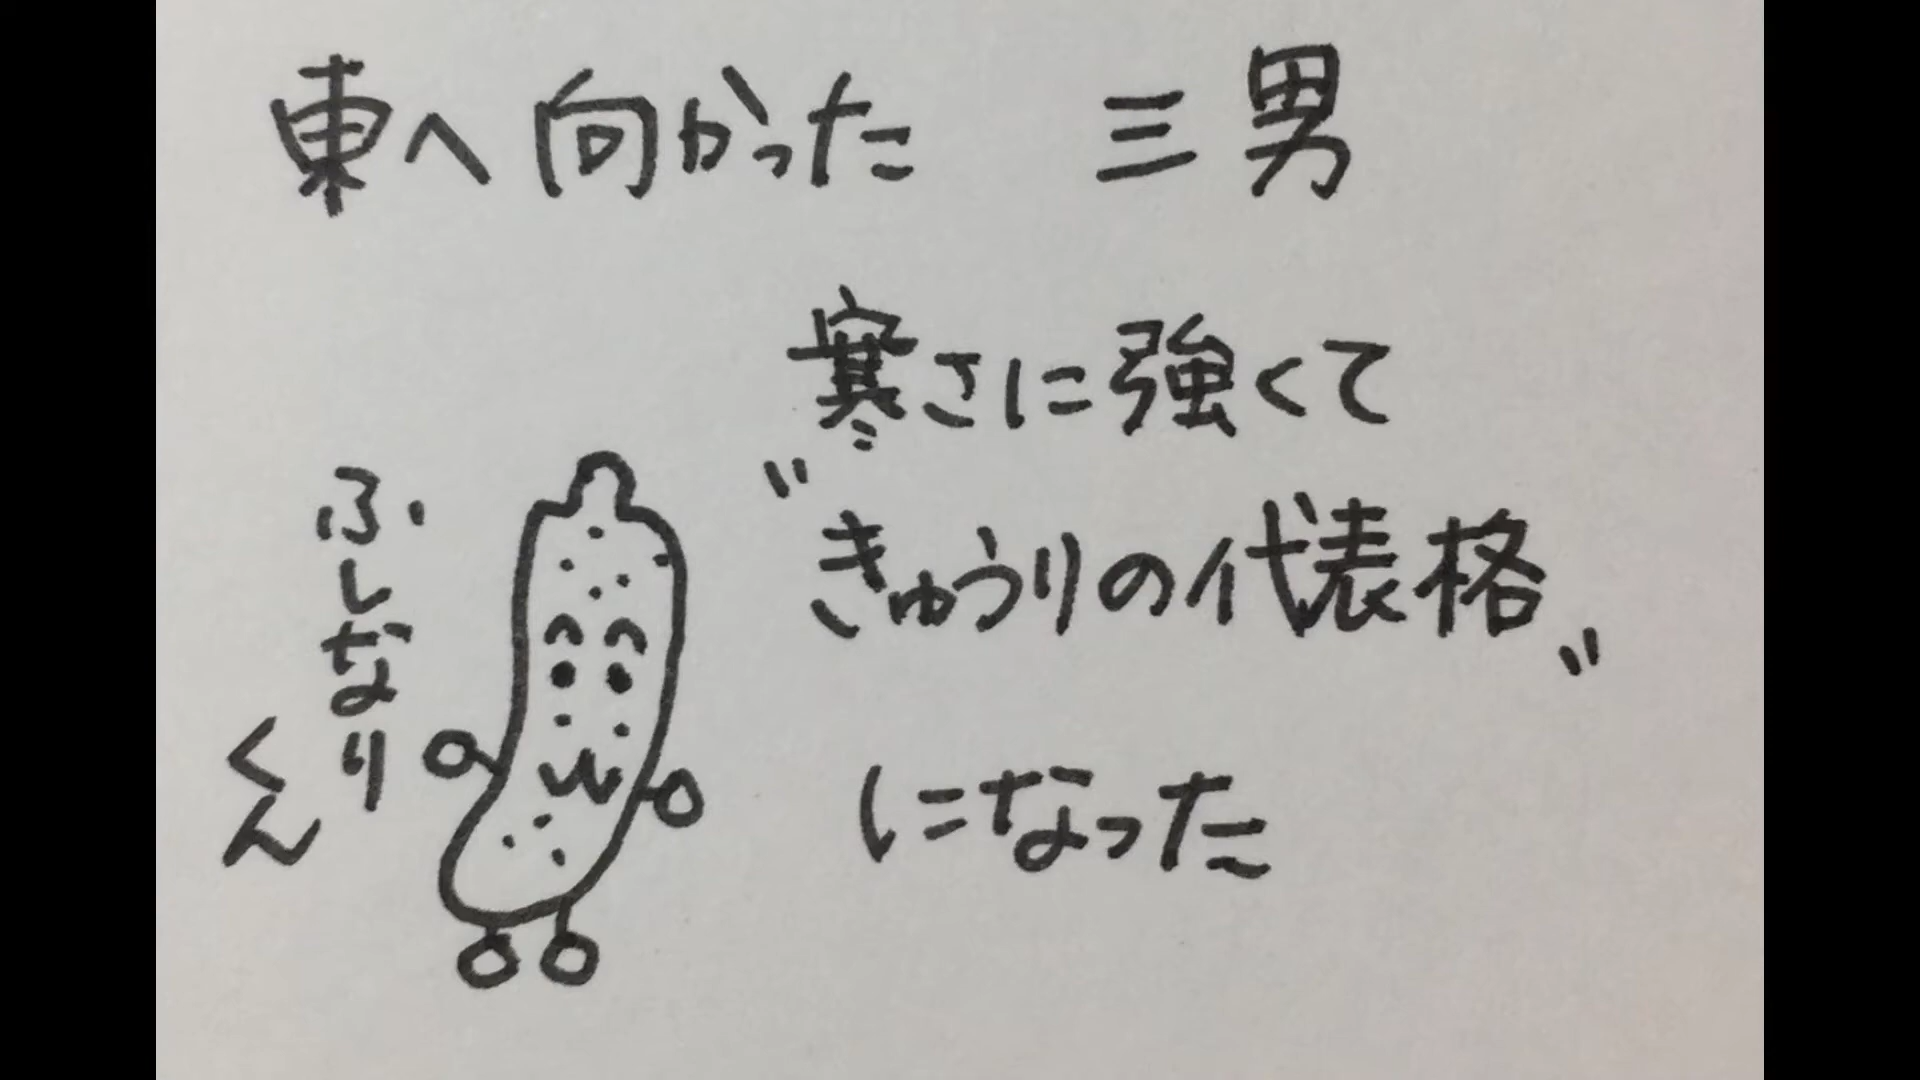 東へ向かった 三男
寒さに強くて
〝きゅうりの代表格〟
になった
ふしなり
くん